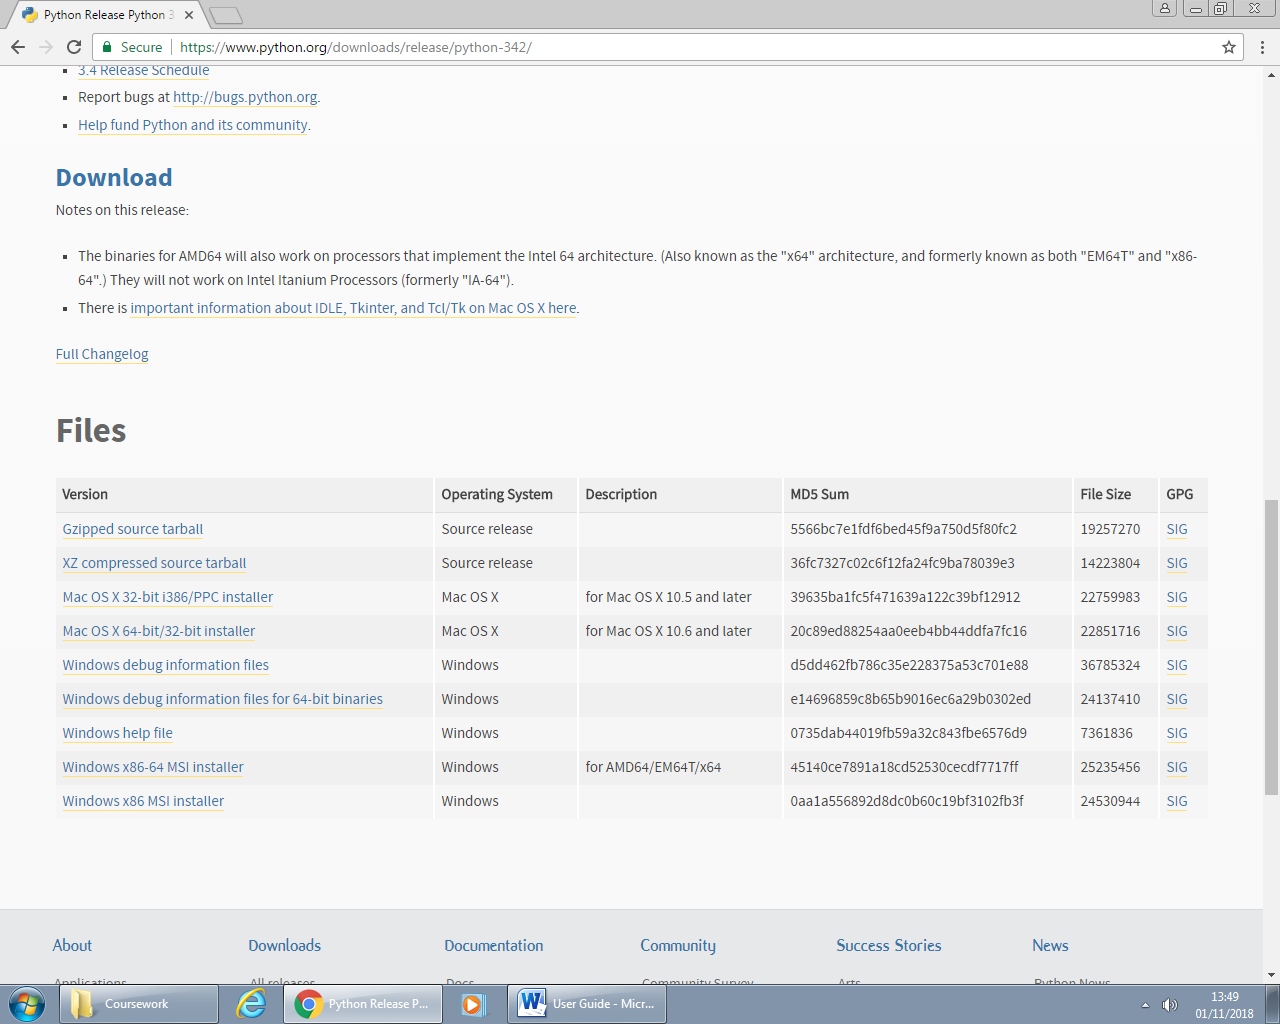 Python Release Python 3
Secure
https://www.python.org/downloads/release/python-342/
3.4 Release Schedule
Report bugs at http://bugs.python.org.
Help fund Python and its community.
Download
Notes on this release:
The binaries for AMD64 will also work on processors that implement the Intel 64 architecture. (Also known as the "x64" architecture, and formerly known as both "EM64T" and "x86-
64".) They will not work on Intel Itanium Processors (formerly "IA-64").
There is important information about IDLE, Tkinter, and Tcl/Tk on Mac OS X here.
Full Changelog
Files
Version Operating System Description MD5 Sum File Size GPG
Gzipped source tarball Source release 5566bc7e1fdf6bed45f9a750d5f80fc2 19257270 SIG
XZ compressed source tarball Source release 36fc7327c02c6f12fa24fc9ba78039e3 14223804 SIG
Mac OS X 32-bit i386/PPC installer Mac OS X for Mac OS X 10.5 and later 39635ba1fc5f471639a122c39bf12912 22759983 SIG
Mac OS X 64-bit/32-bit installer Mac OS X for Mac OS X 10.6 and later 20c89ed88254aa0eeb4bb44ddfa7fc16 22851716 SIG
Windows debug information files Windows d5dd462fb786c35e228375a53c701e88 36785324 SIG
Windows debug information files for 64-bit binaries Windows e14696859c8b65b9016ec6a29b0302ed 24137410 SIG
Windows help file Windows 0735dab44019fb59a32c843fbe6576d9 7361836 SIG
Windows x86-64 MSI installer Windows for AMD64/EM64T/x64 45140ce7891a18cd52530cecdf7717ff 25235456 SIG
Windows x86 MSI installer Windows 0aa1a556892d8dc0b60c19bf3102fb3f 24530944 SIG
About Downloads Documentation Community Success Stories News
Applications All releases Docs Community Survey Arts Python News
Coursework Python Release P... User Guide - Micr...
13:49
01/11/2018